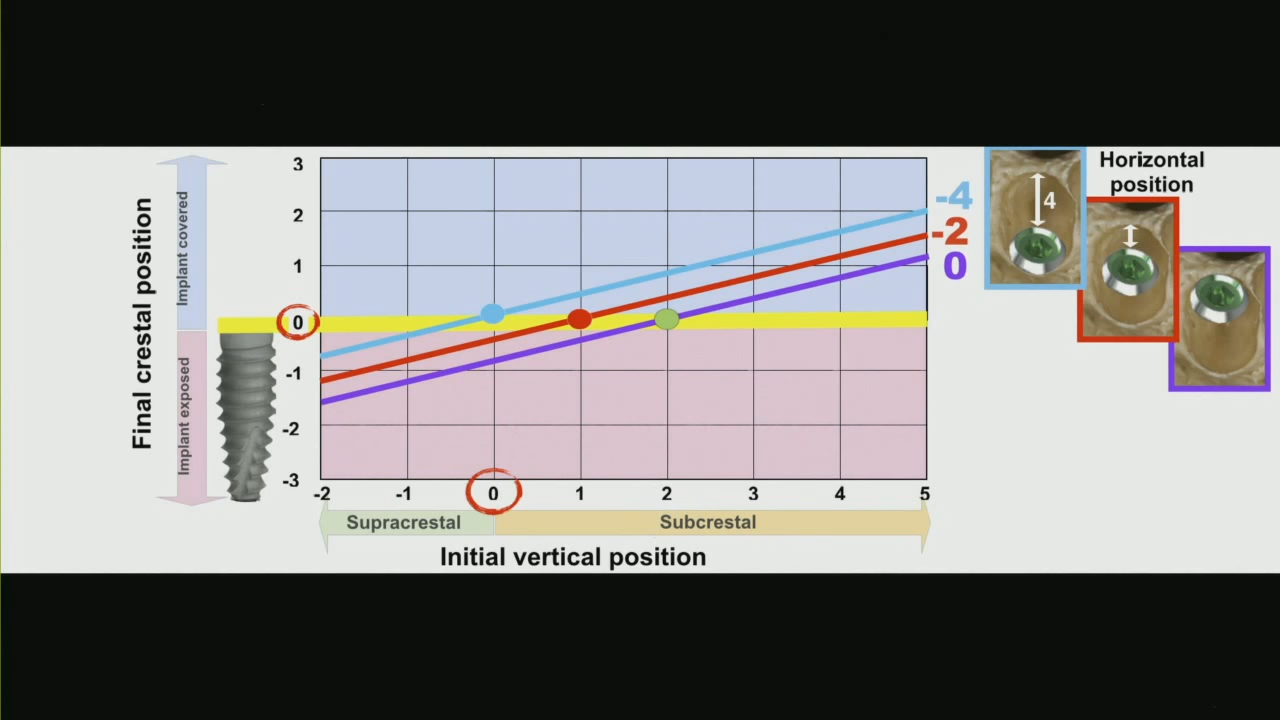 Horizontal
position
-4
-2
0
4
3
2
1
0
-1
-2
-3
Final crestal position
Implant covered
Implant exposed
-2 -1 0 1 2 3 4 5
Supracrestal Subcrestal
Initial vertical position